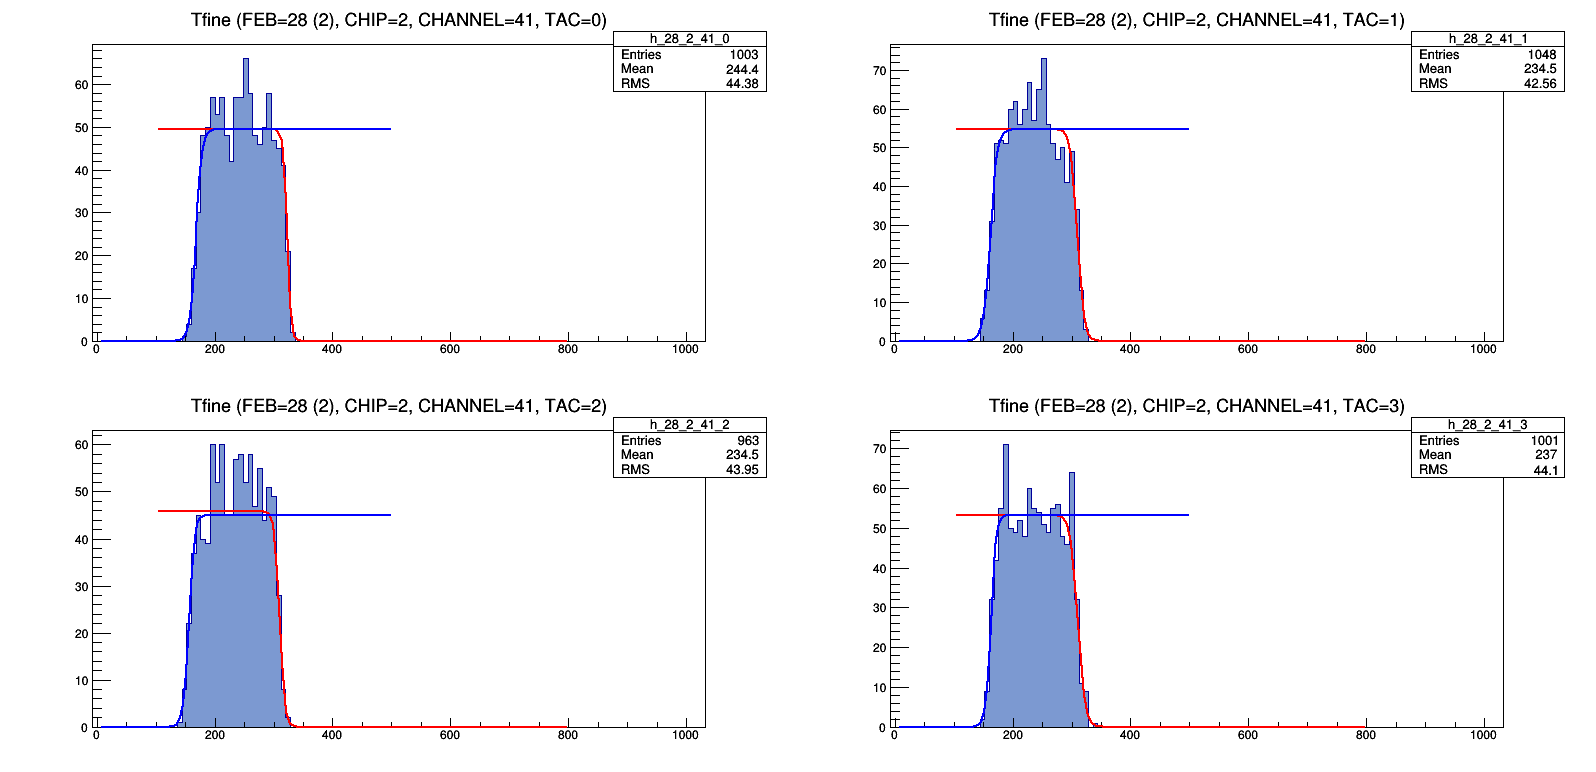 Tfine (FEB=28 (2), CHIP=2, CHANNEL=41, TAC=0)
h_28_2_41_0
Entries 1003
Mean 244.4
RMS 44.38
60
50
40
30
20
10
0
0 200 400 600 800 1000
Tfine (FEB=28 (2), CHIP=2, CHANNEL=41, TAC=1)
h_28_2_41_1
Entries 1048
Mean 234.5
RMS 42.56
70
60
50
40
30
20
10
0
0 200 400 600 800 1000
Tfine (FEB=28 (2), CHIP=2, CHANNEL=41, TAC=2)
h_28_2_41_2
Entries 963
Mean 234.5
RMS 43.95
60
50
40
30
20
10
0
0 200 400 600 800 1000
Tfine (FEB=28 (2), CHIP=2, CHANNEL=41, TAC=3)
h_28_2_41_3
Entries 1001
Mean 237
RMS 44.1
70
60
50
40
30
20
10
0
0 200 400 600 800 1000